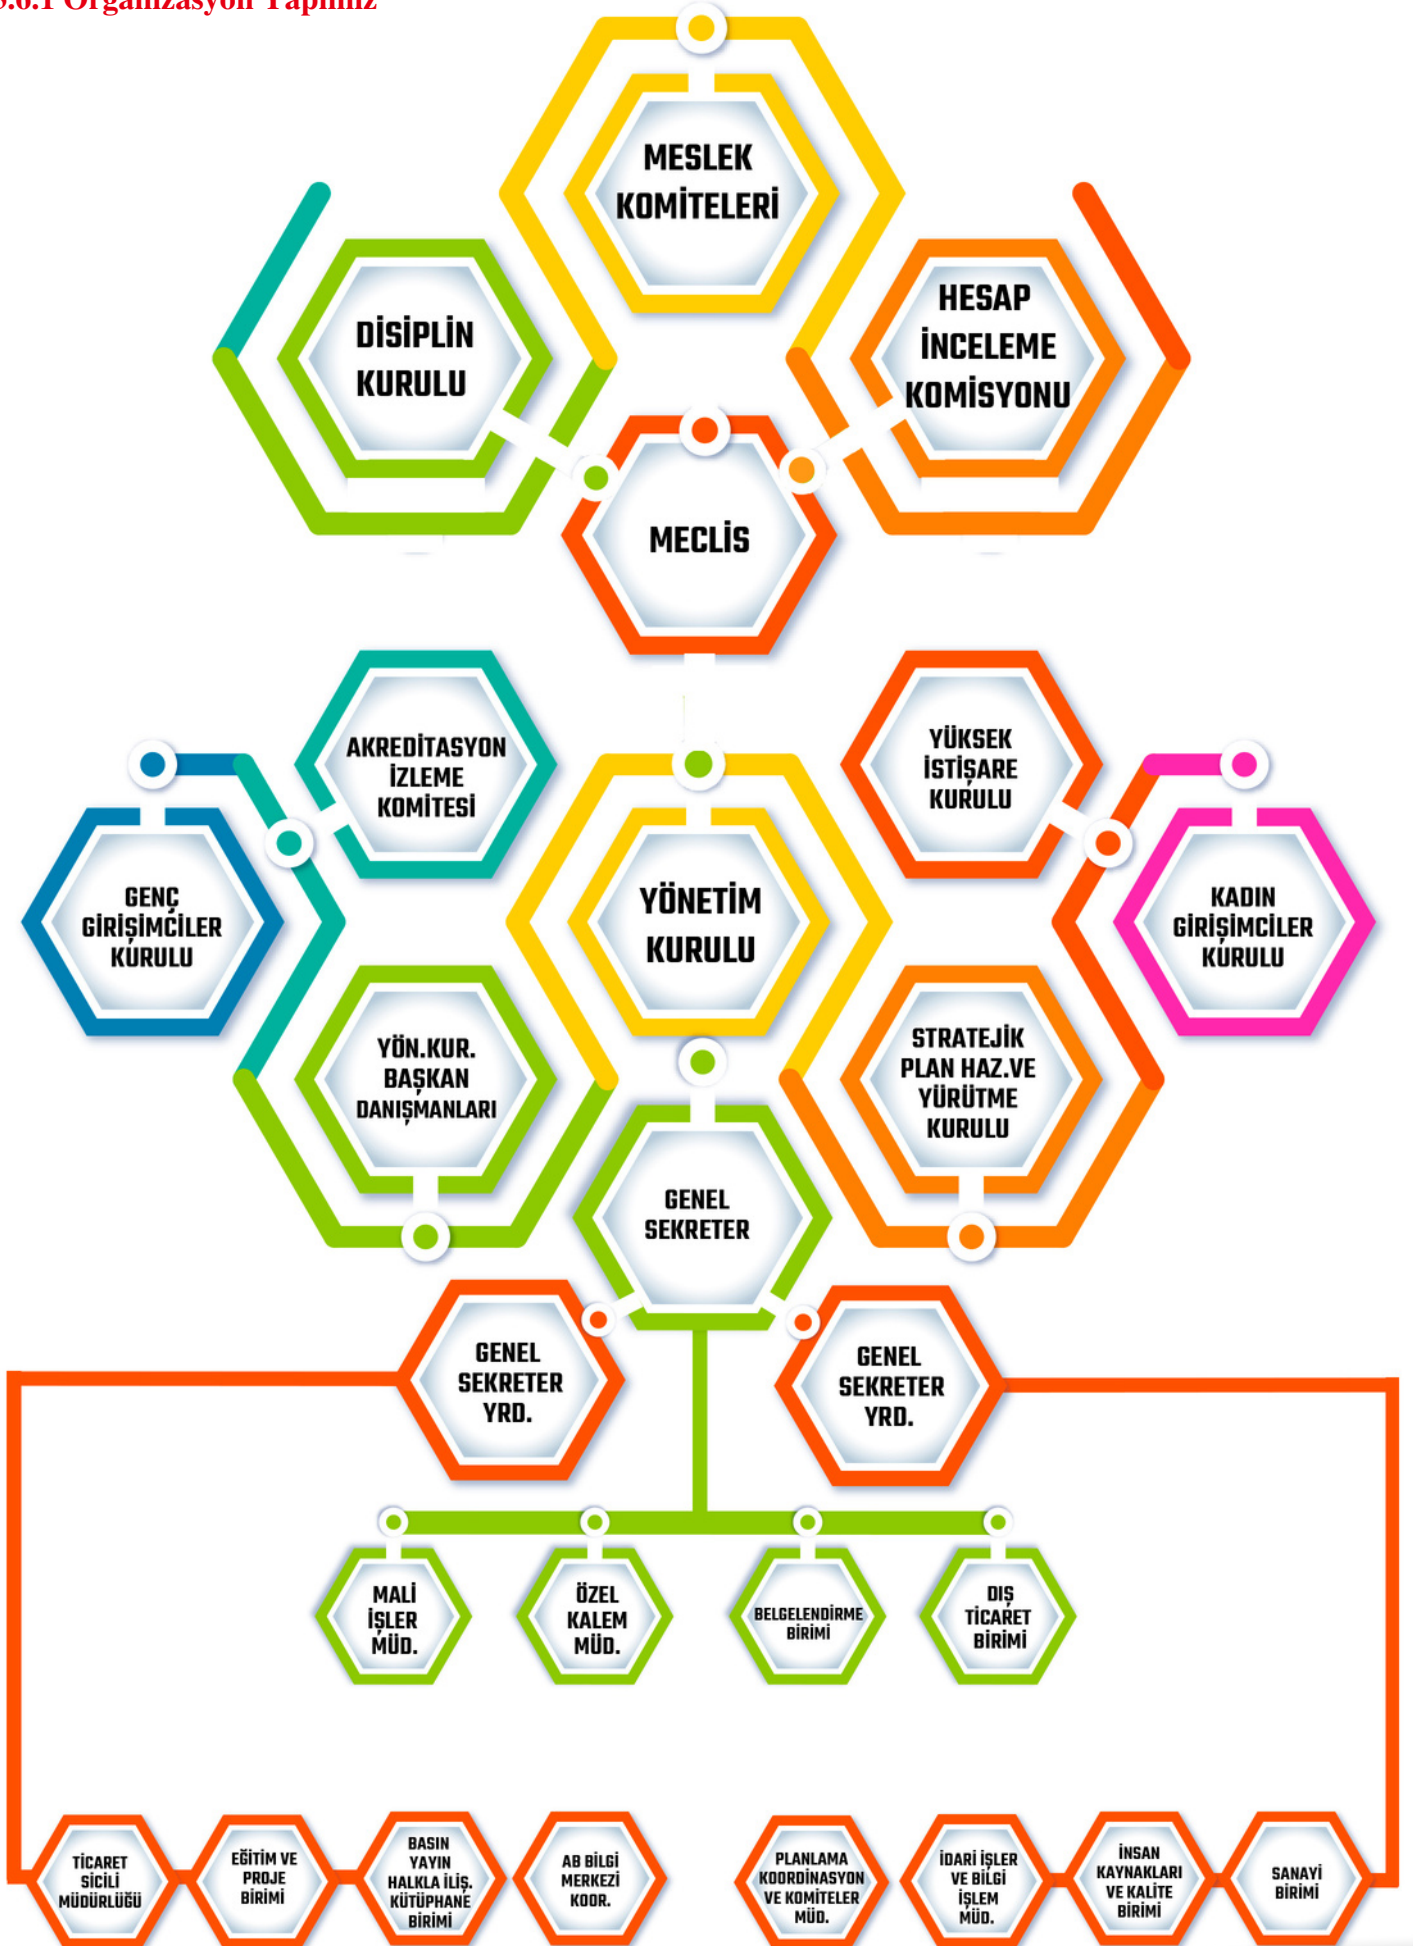 3.6.1 Organizasyon Yapımız
MESLEK
KOMİTELERİ
DİSİPLİN
KURULU
HESAP
İNCELEME
KOMİSYONU
MECLİS
AKREDİTASYON
İZLEME
KOMİTESİ
YÜKSEK
İSTİŞARE
KURULU
GENÇ
GİRİŞİMCİLER
KURULU
YÖNETİM
KURULU
KADIN
GİRİŞİMCİLER
KURULU
YÖN.KUR.
BAŞKAN
DANIŞMANLARI
STRATEJİK
PLAN HAZ.VE
YÜRÜTME
KURULU
GENEL
SEKRETER
GENEL
SEKRETER
YRD.
GENEL
SEKRETER
YRD.
MALİ
İŞLER
MÜD.
ÖZEL
KALEM
MÜD.
BELGELENDİRME
BİRİMİ
DIŞ
TİCARET
BİRİMİ
TİCARET
SİCİLİ
MÜDÜRLÜĞÜ
EĞİTİM VE
PROJE
BİRİMİ
BASIN
YAYIN
HALKLA İLİŞ.
KÜTÜPHANE
BİRİMİ
AB BİLGİ
MERKEZİ
KOOR.
PLANLAMA
KOORDİNASYON
VE KOMİTELER
MÜD.
İDARİ İŞLER
VE BİLGİ
İŞLEM
MÜD.
İNSAN
KAYNAKLARI
VE KALİTE
BİRİMİ
SANAYİ
BİRİMİ